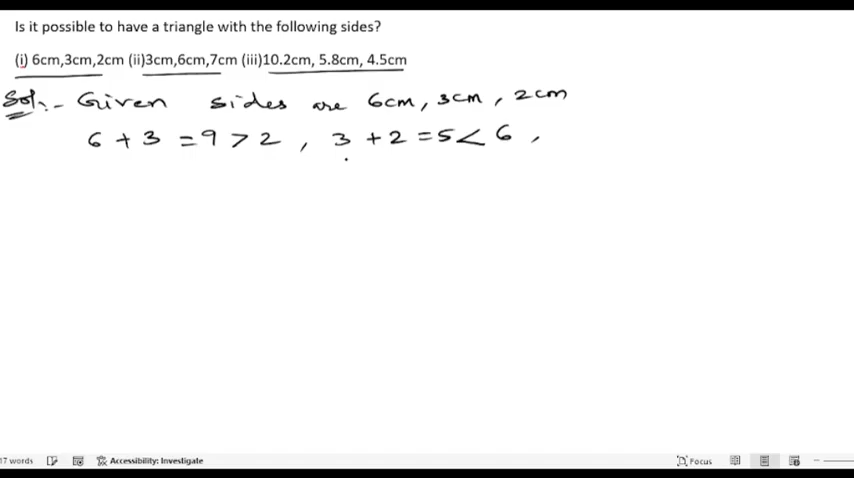 Is it possible to have a triangle with the following sides?
(i) 6cm,3cm,2cm (ii)3cm,6cm,7cm (iii)10.2cm, 5.8cm, 4.5cm
Sol:- Given sides are 6cm, 3cm, 2cm
6 + 3 = 9 > 2 , 3 + 2 = 5 < 6 ,
17 words Accessibility: Investigate Focus